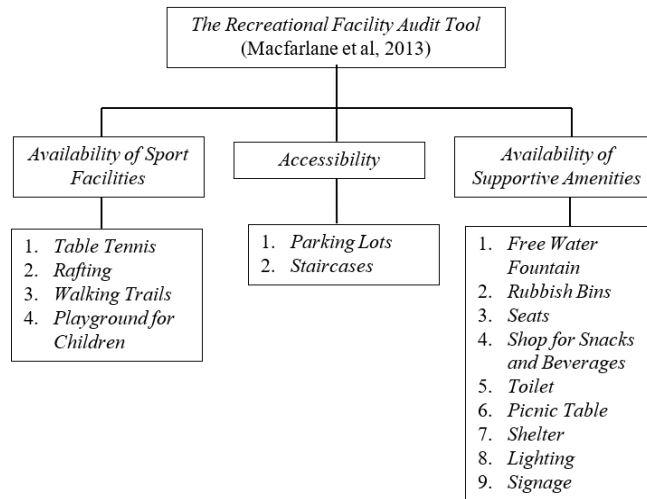 The Recreational Facility Audit Tool
(Macfarlane et al, 2013)
Availability of Sport
Facilities
1. Table Tennis
2. Rafting
3. Walking Trails
4. Playground for
Children
Accessibility
1. Parking Lots
2. Staircases
Availability of
Supportive Amenities
1. Free Water
Fountain
2. Rubbish Bins
3. Seats
4. Shop for Snacks
and Beverages
5. Toilet
6. Picnic Table
7. Shelter
8. Lighting
9. Signage